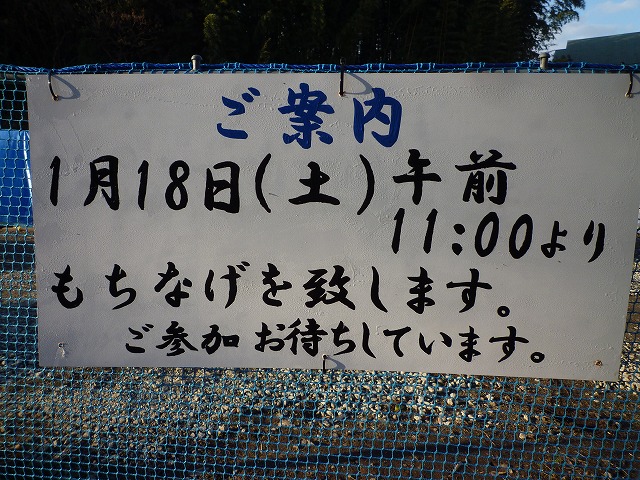 ご案内
1月18日(土)午前
11:00より
もちなげを致します。
ご参加 お待ちしています。